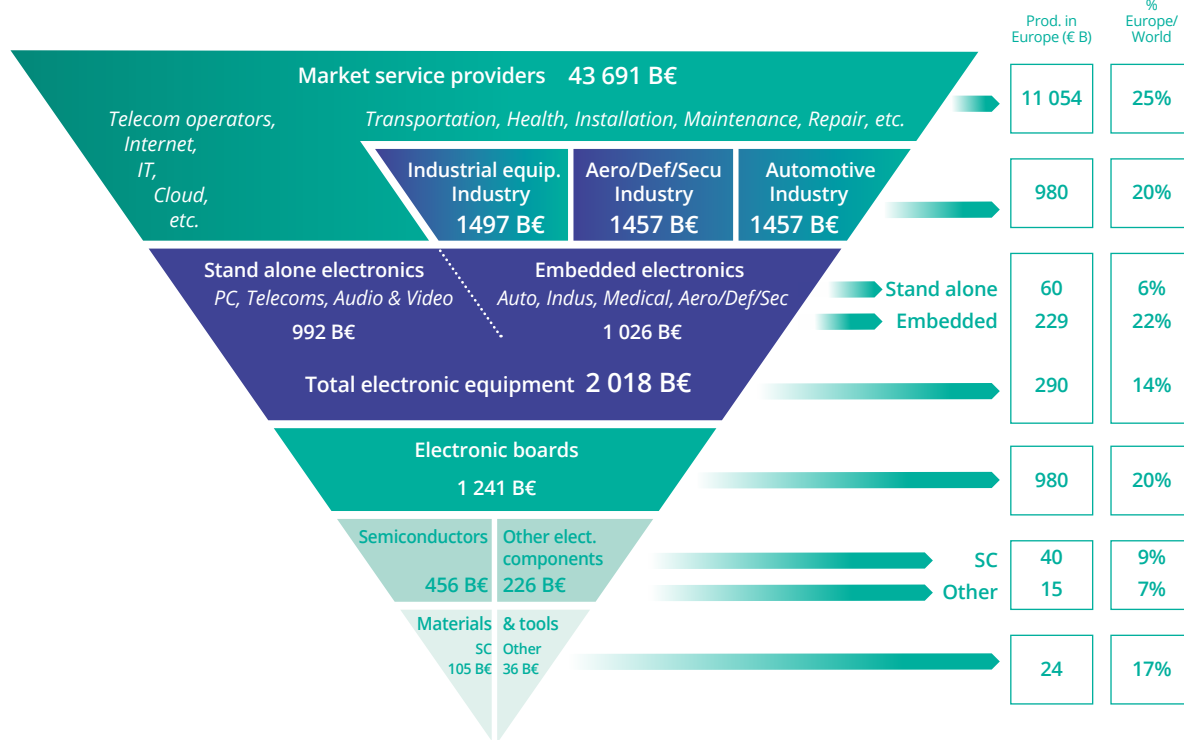 Prod. in
Europe (€ B)
%
Europe/
World
Market service providers 43 691 B€
11 054
25%
Telecom operators,
Internet,
IT,
Cloud,
etc.
Transportation, Health, Installation, Maintenance, Repair, etc.
Industrial equip.
Industry
1497 B€
Aero/Def/Secu
Industry
1457 B€
Automotive
Industry
1457 B€
980
20%
Stand alone electronics
PC, Telecoms, Audio & Video
992 B€
Embedded electronics
Auto, Indus, Medical, Aero/Def/Sec
1 026 B€
Stand alone
60
6%
Embedded
229
22%
Total electronic equipment 2 018 B€
290
14%
Electronic boards
1 241 B€
980
20%
Semiconductors
456 B€
Other elect.
components
226 B€
SC
40
9%
Other
15
7%
Materials & tools
SC
105 B€
Other
36 B€
24
17%